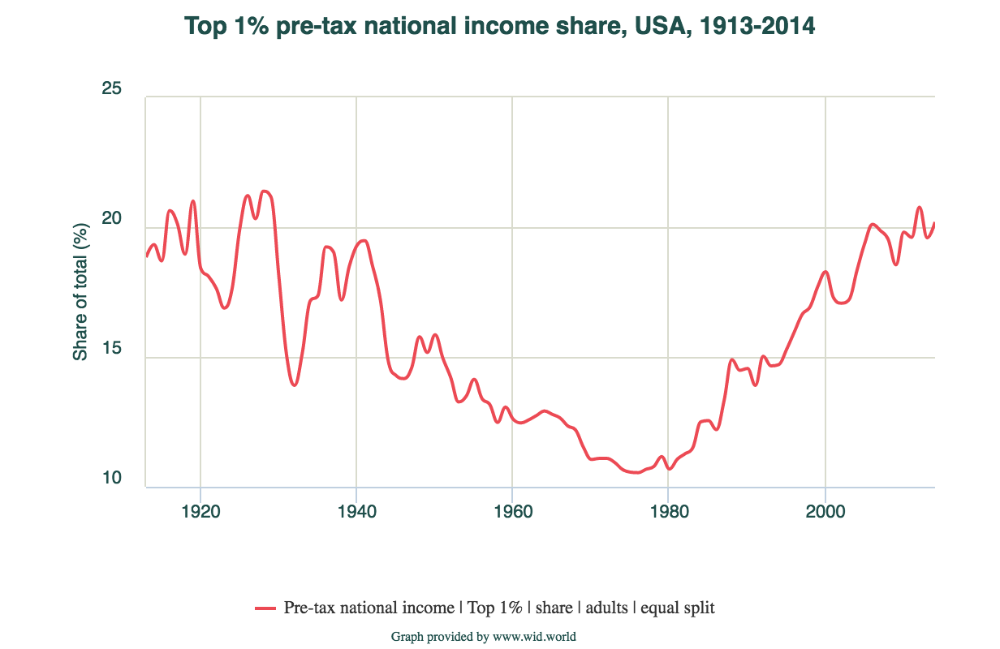 Top 1% pre-tax national income share, USA, 1913-2014
25
20
15
10
Share of total (%)
1920 1940 1960 1980 2000
Pre-tax national income | Top 1% | share | adults | equal split
Graph provided by www.wid.world